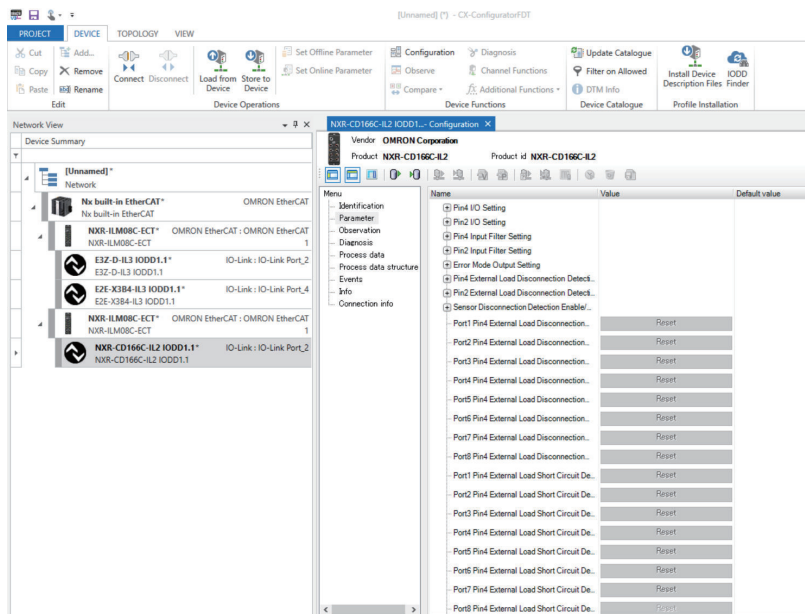 [Unnamed] (*) - CX-ConfiguratorFDT
PROJECT DEVICE TOPOLOGY VIEW
Cut Add... Set Offline Parameter Configuration Diagnosis Update Catalogue
Copy Remove Connect Disconnect Load from Device Store to Device Set Online Parameter Observe Channel Functions Filter on Allowed Install Device Description Files IODD Finder
Paste Rename Compare Additional Functions DTM Info
Edit Device Operations Device Functions Device Catalogue Profile Installation
Network View
Device Summary
[Unnamed]*
Network
Nx built-in EtherCAT* OMRON EtherCAT
Nx built-in EtherCAT
NXR-ILM08C-ECT* OMRON EtherCAT : OMRON EtherCAT
NXR-ILM08C-ECT 1
E3Z-D-IL3 IODD1.1* IO-Link : IO-Link Port_2
E3Z-D-IL3 IODD1.1
E2E-X3B4-IL3 IODD1.1* IO-Link : IO-Link Port_4
E2E-X3B4-IL3 IODD1.1
NXR-ILM08C-ECT* OMRON EtherCAT : OMRON EtherCAT
NXR-ILM08C-ECT 1
NXR-CD166C-IL2 IODD1.1* IO-Link : IO-Link Port_2
NXR-CD166C-IL2 IODD1.1
NXR-CD166C-IL2 IODD1...- Configuration
Vendor OMRON Corporation
Product NXR-CD166C-IL2 Product id NXR-CD166C-IL2
Menu
Identification
Parameter
Observation
Diagnosis
Process data
Process data structure
Events
Info
Connection info
Name Value Default value
Pin4 I/O Setting
Pin2 I/O Setting
Pin4 Input Filter Setting
Pin2 Input Filter Setting
Error Mode Output Setting
Pin4 External Load Disconnection Detecti..
Pin2 External Load Disconnection Detecti..
Sensor Disconnection Detection Enable/..
Port1 Pin4 External Load Disconnection.. Reset
Port2 Pin4 External Load Disconnection.. Reset
Port3 Pin4 External Load Disconnection.. Reset
Port4 Pin4 External Load Disconnection.. Reset
Port5 Pin4 External Load Disconnection.. Reset
Port6 Pin4 External Load Disconnection.. Reset
Port7 Pin4 External Load Disconnection.. Reset
Port8 Pin4 External Load Disconnection.. Reset
Port1 Pin4 External Load Short Circuit De.. Reset
Port2 Pin4 External Load Short Circuit De.. Reset
Port3 Pin4 External Load Short Circuit De.. Reset
Port4 Pin4 External Load Short Circuit De.. Reset
Port5 Pin4 External Load Short Circuit De.. Reset
Port6 Pin4 External Load Short Circuit De.. Reset
Port7 Pin4 External Load Short Circuit De.. Reset
Port8 Pin4 External Load Short Circuit De.. Reset